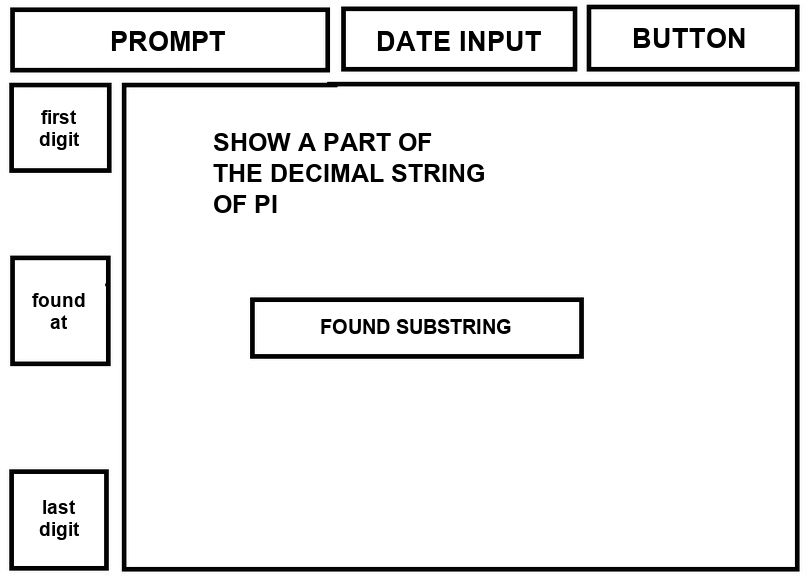 PROMPT
DATE INPUT
BUTTON
first
digit
SHOW A PART OF
THE DECIMAL STRING
OF PI
found
at
FOUND SUBSTRING
last
digit